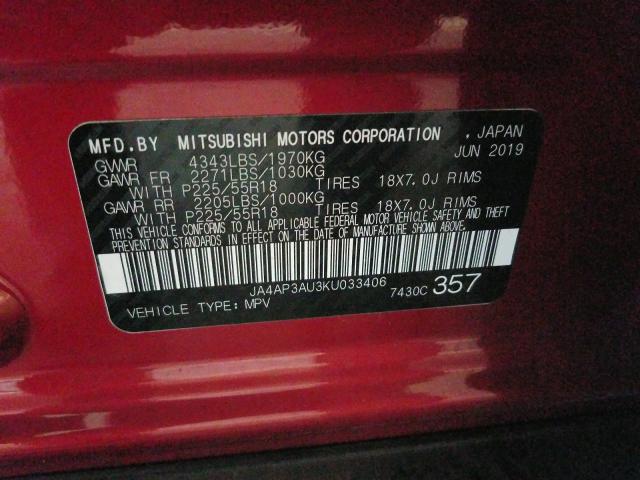 MFD.BY MITSUBISHI MOTORS CORPORATION , JAPAN
GVWR 4343LBS/1970KG JUN 2019
GAWR FR 2271LBS/1030KG
WITH P225/55R18 TIRES 18X7.0J RIMS
GAWR RR 2205LBS/1000KG
WITH P225/55R18 TIRES 18X7.0J RIMS
THIS VEHICLE CONFORMS TO ALL APPLICABLE FEDERAL MOTOR VEHICLE SAFETY AND THEFT
PREVENTION STANDARDS IN EFFECT ON THE DATE OF MANUFACTURE SHOWN ABOVE.
JA4AP3AU3KU033406
VEHICLE TYPE: MPV 7430C 357